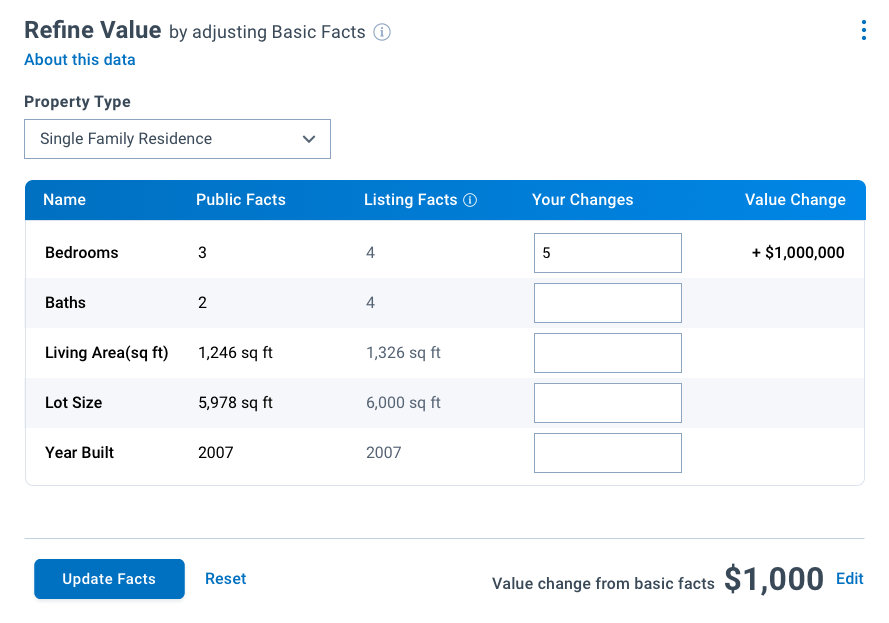 Refine Value by adjusting Basic Facts
About this data
Property Type
Single Family Residence
Name Public Facts Listing Facts Your Changes Value Change
Bedrooms 3 4 5 + $1,000,000
Baths 2 4
Living Area(sq ft) 1,246 sq ft 1,326 sq ft
Lot Size 5,978 sq ft 6,000 sq ft
Year Built 2007 2007
Update Facts Reset Value change from basic facts $1,000 Edit